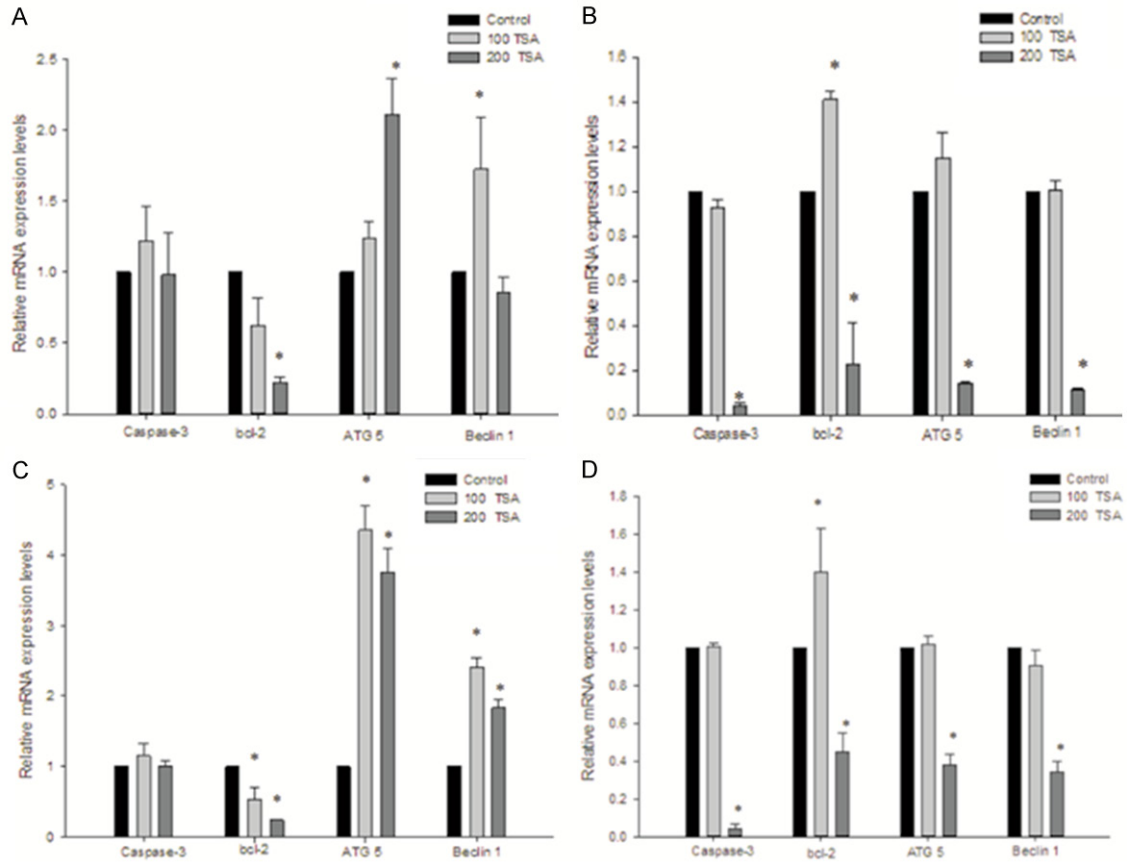 A
Control
100 TSA
200 TSA
Relative mRNA expression levels
2.5
2.0
1.5
1.0
0.5
0.0
*
*
*
Caspase-3 bcl-2 ATG 5 Beclin 1
B
Control
100 TSA
200 TSA
Relative mRNA expression levels
1.6
1.4
1.2
1.0
0.8
0.6
0.4
0.2
0.0
*
*
*
*
*
Caspase-3 bcl-2 ATG 5 Beclin 1
C
Control
100 TSA
200 TSA
Relative mRNA expression levels
5
4
3
2
1
0
*
*
*
*
*
*
Caspase-3 bcl-2 ATG 5 Beclin 1
D
Control
100 TSA
200 TSA
Relative mRNA expression levels
1.8
1.6
1.4
1.2
1.0
0.8
0.6
0.4
0.2
0.0
*
*
*
*
*
Caspase-3 bcl-2 ATG 5 Beclin 1